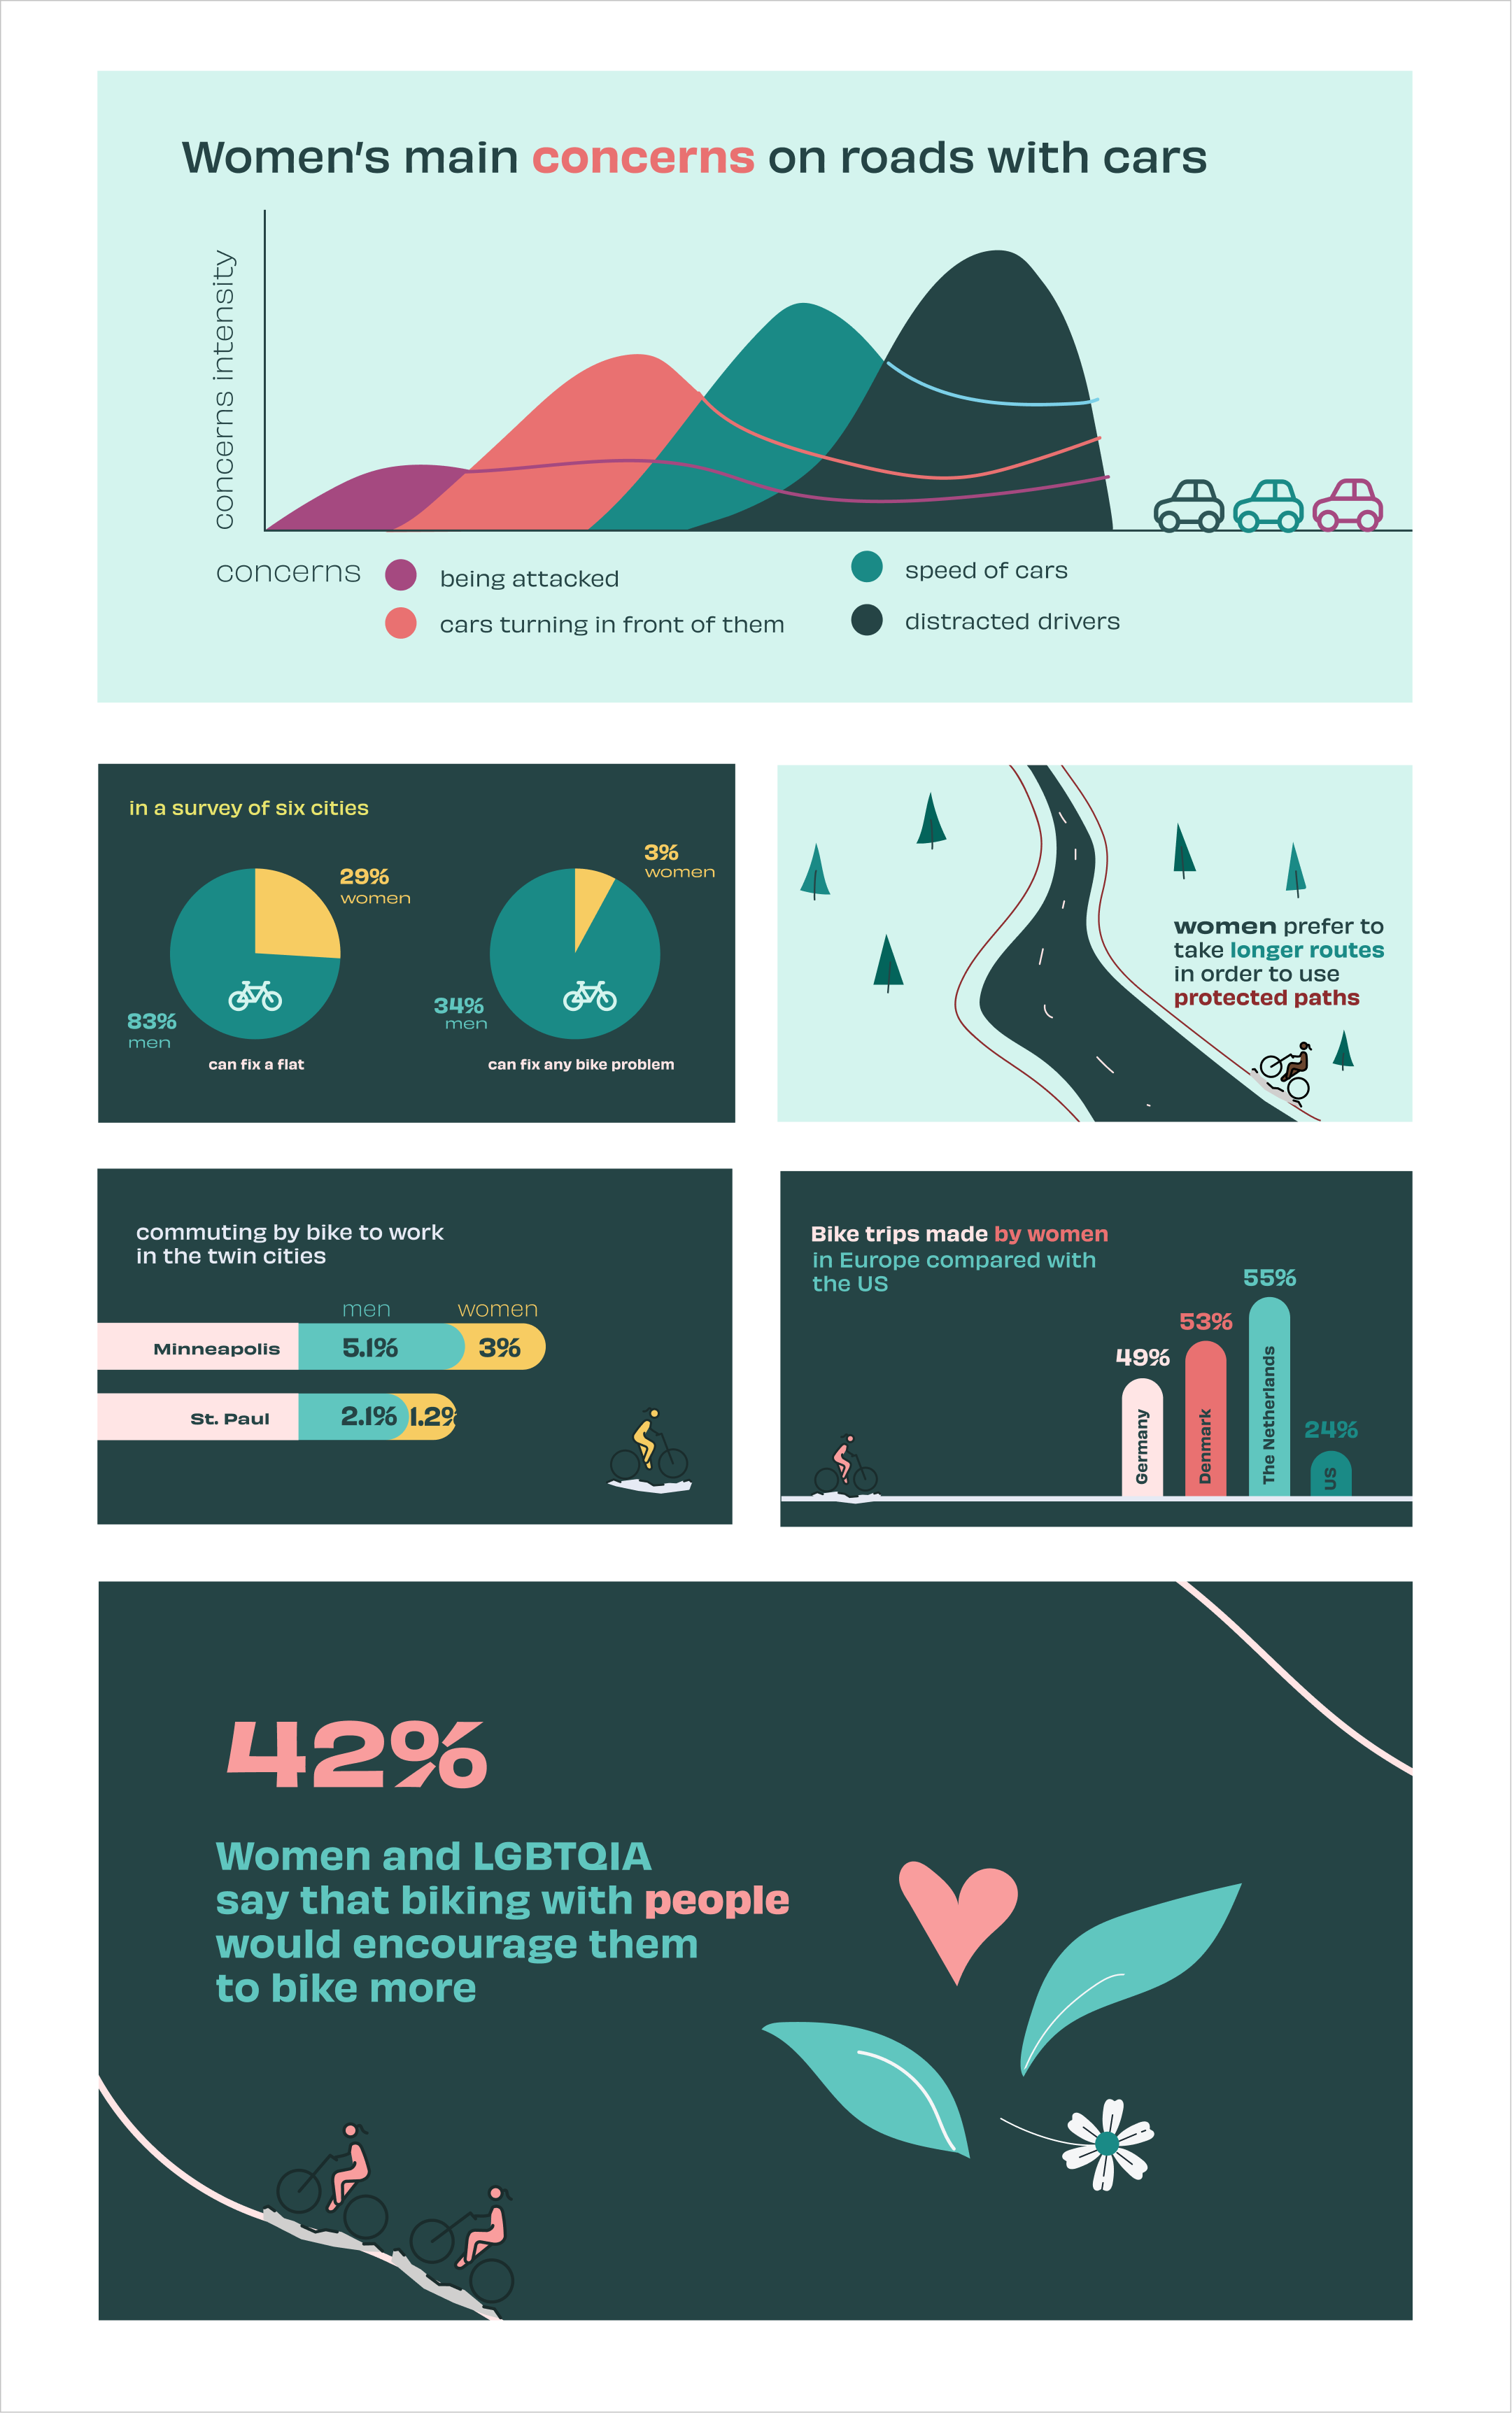 Women's main concerns on roads with cars
concerns intensity
concerns
being attacked
cars turning in front of them
speed of cars
distracted drivers
in a survey of six cities
29%
women
83%
men
can fix a flat
3%
women
34%
men
can fix any bike problem
women prefer to
take longer routes
in order to use
protected paths
commuting by bike to work
in the twin cities
men women
Minneapolis 5.1% 3%
St. Paul 2.1% 1.2%
Bike trips made by women
in Europe compared with
the US
49%
Germany
53%
Denmark
55%
The Netherlands
24%
US
42%
Women and LGBTQIA
say that biking with people
would encourage them
to bike more